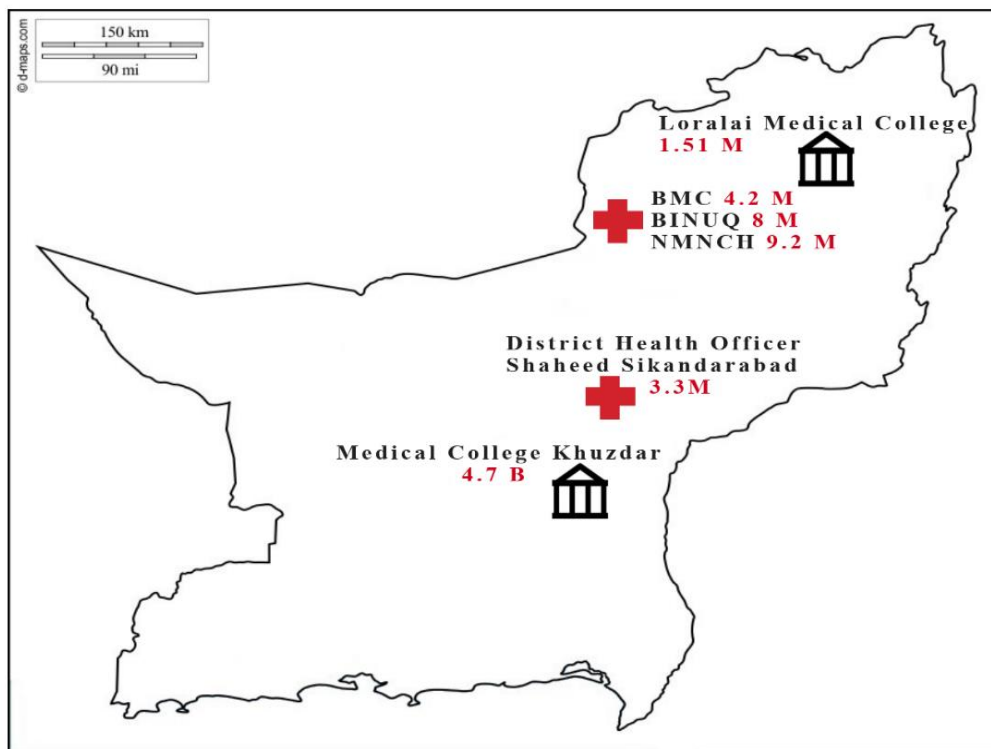 150 km
90 mi
© d-maps.com
Loralai Medical College
1.51 M
BMC 4.2 M
BINUQ 8 M
NMNCH 9.2 M
District Health Officer
Shaheed Sikandarabad
3.3M
Medical College Khuzdar
4.7 B